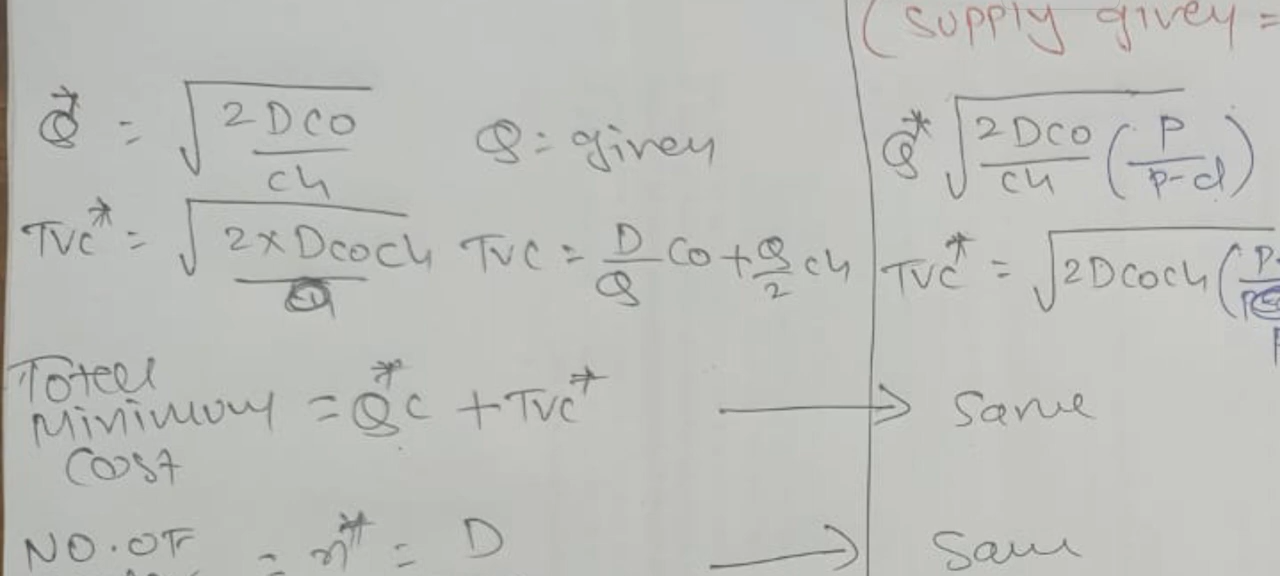 Q* = √(2DCo/Ch) Q = given
TVC* = √(2×DCoCh) TVC = D/Q Co + Q/2 Ch
Total
Minimum = Q*C + TVC* →
Cost
NO. OF = n* = D →
(Supply given =
Q* √(2DCo/Ch (P/P-d))
TVC* = √(2DCoCh (P-
Same
Same